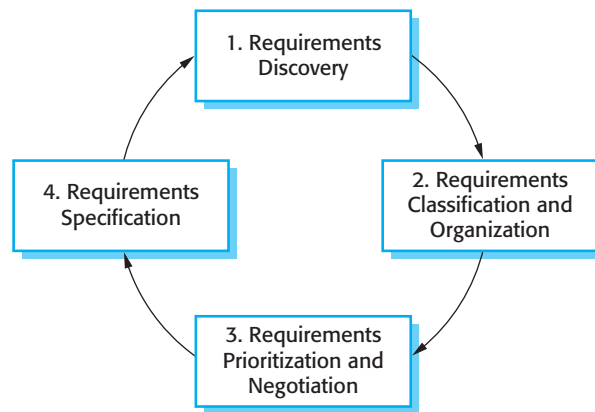 1. Requirements
Discovery
2. Requirements
Classification and
Organization
3. Requirements
Prioritization and
Negotiation
4. Requirements
Specification